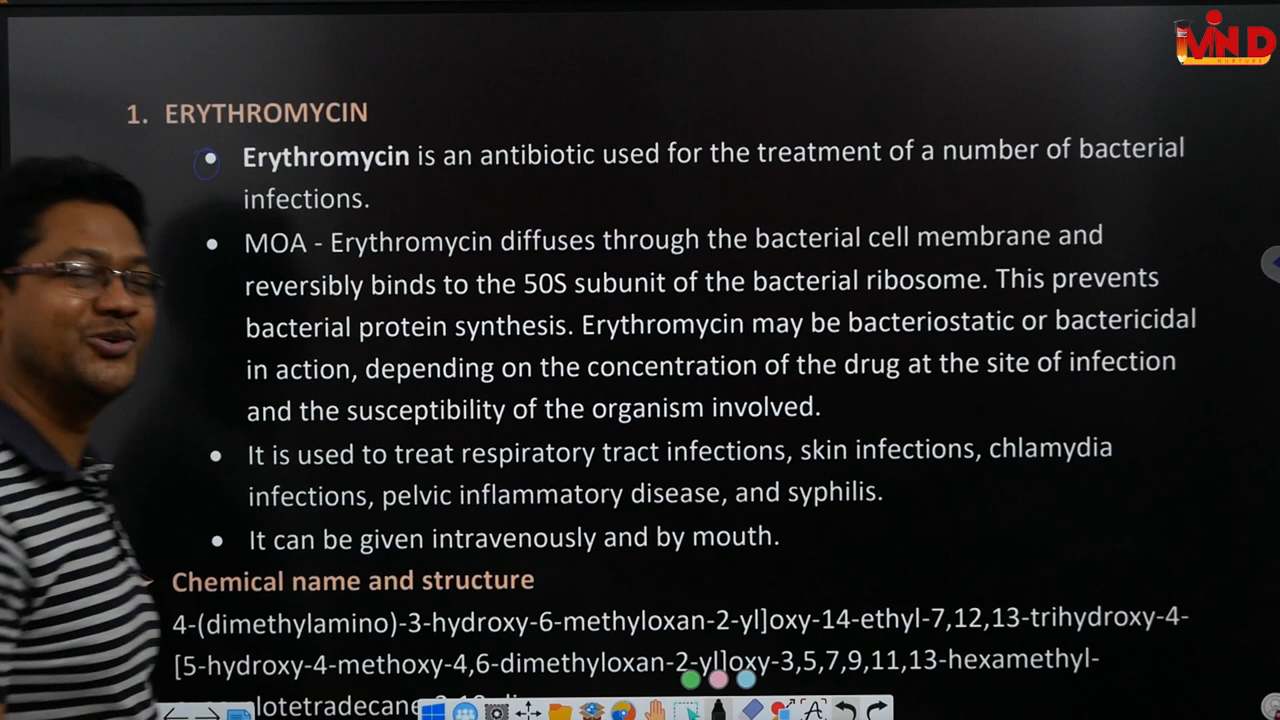 MIND
NURTURE
1. ERYTHROMYCIN
• Erythromycin is an antibiotic used for the treatment of a number of bacterial
infections.
• MOA - Erythromycin diffuses through the bacterial cell membrane and
reversibly binds to the 50S subunit of the bacterial ribosome. This prevents
bacterial protein synthesis. Erythromycin may be bacteriostatic or bactericidal
in action, depending on the concentration of the drug at the site of infection
and the susceptibility of the organism involved.
• It is used to treat respiratory tract infections, skin infections, chlamydia
infections, pelvic inflammatory disease, and syphilis.
• It can be given intravenously and by mouth.
Chemical name and structure
4-(dimethylamino)-3-hydroxy-6-methyloxan-2-yl]oxy-14-ethyl-7,12,13-trihydroxy-4-
[5-hydroxy-4-methoxy-4,6-dimethyloxan-2-yl]oxy-3,5,7,9,11,13-hexamethyl-
lotetradecane